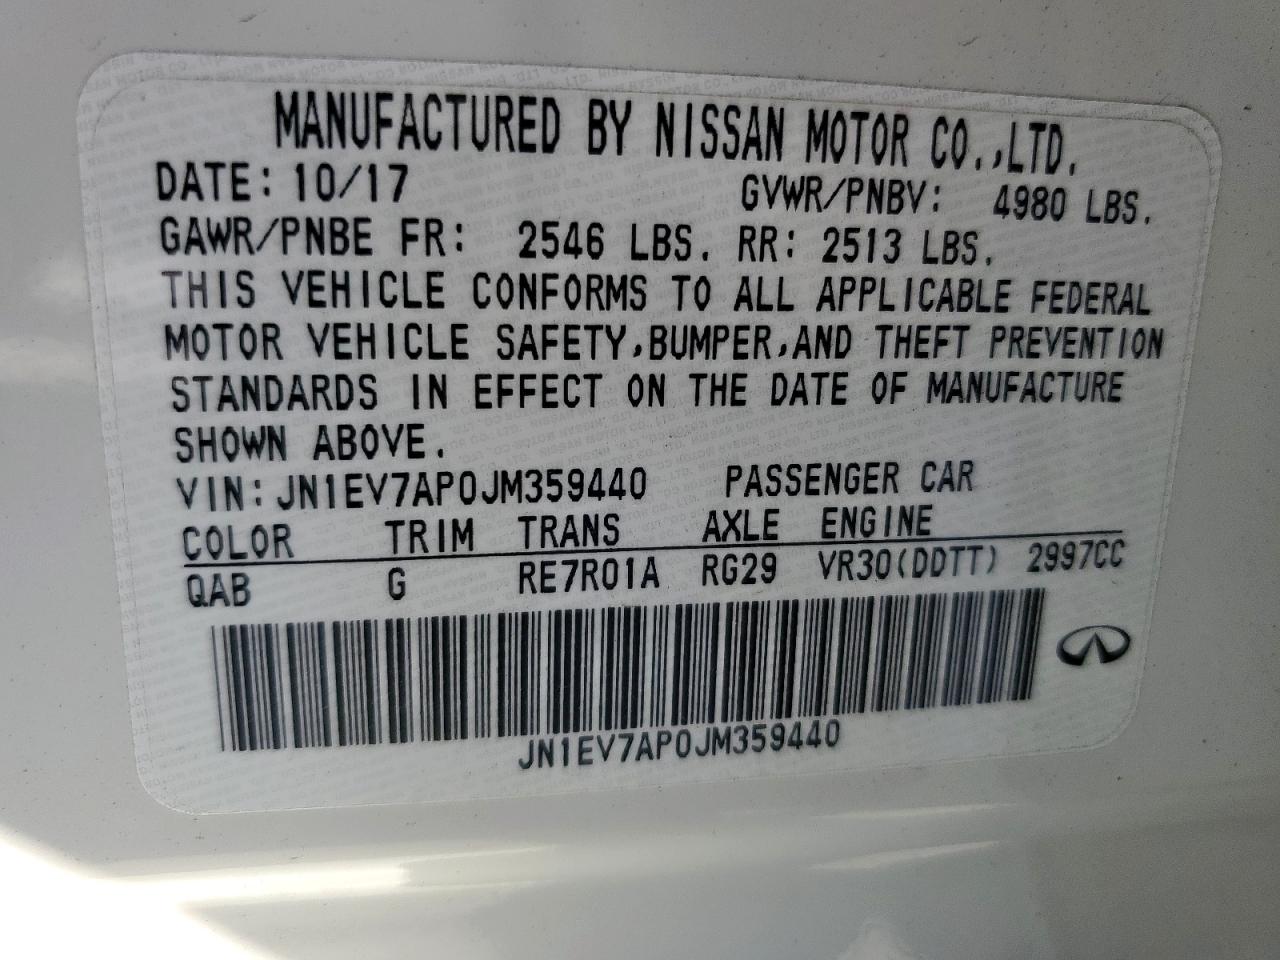 MANUFACTURED BY NISSAN MOTOR CO.,LTD.
DATE: 10/17 GVWR/PNBV: 4980 LBS.
GAWR/PNBE FR: 2546 LBS. RR: 2513 LBS.
THIS VEHICLE CONFORMS TO ALL APPLICABLE FEDERAL
MOTOR VEHICLE SAFETY,BUMPER,AND THEFT PREVENTION
STANDARDS IN EFFECT ON THE DATE OF MANUFACTURE
SHOWN ABOVE.
VIN: JN1EV7AP0JM359440 PASSENGER CAR
COLOR TRIM TRANS AXLE ENGINE
QAB G RE7R01A RG29 VR30(DDTT) 2997CC
JN1EV7AP0JM359440